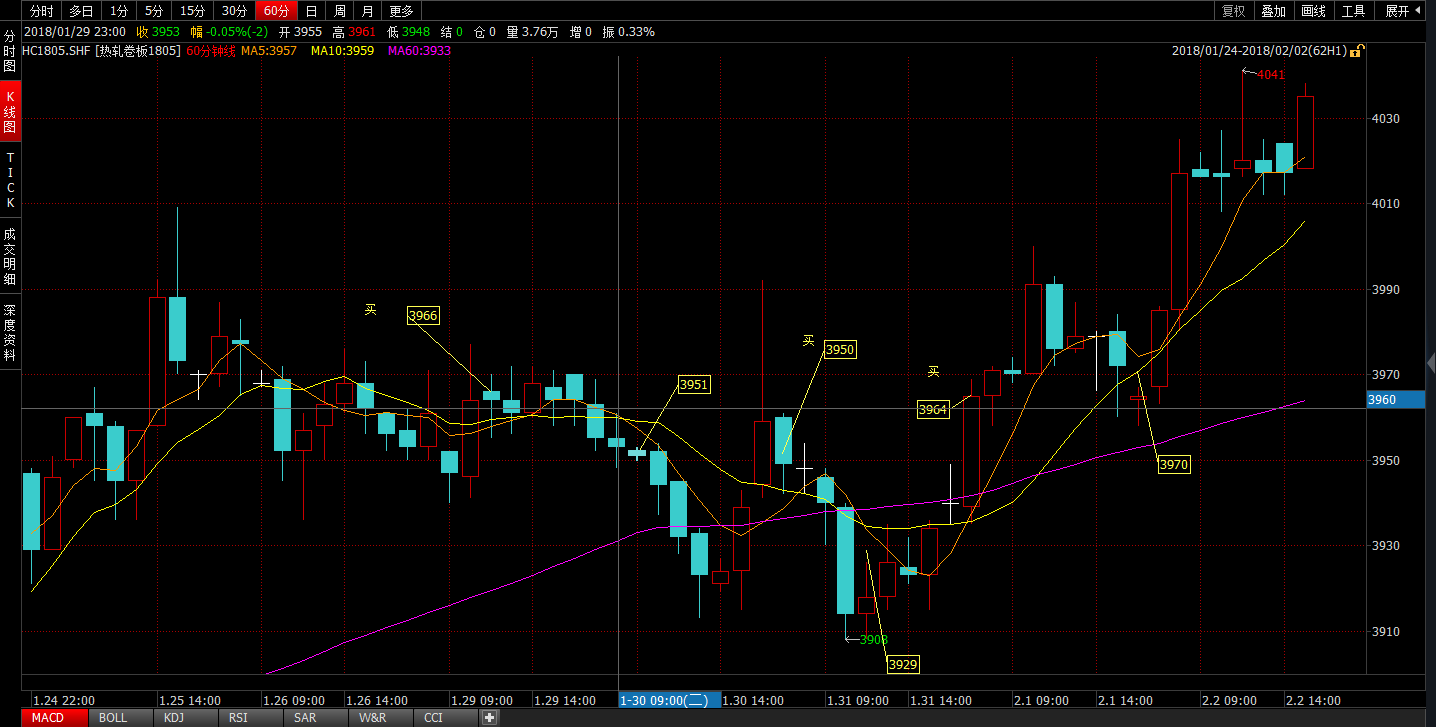 分时 多日 1分 5分 15分 30分 60分 日 周 月 更多 复权 叠加 画线 工具 展开
2018/01/29 23:00 收 3953 幅 -0.05%(-2) 开 3955 高 3961 低 3948 结 0 仓 0 量 3.76万 增 0 振 0.33%
HC1805.SHF [热轧卷板1805] 60分钟线 MA5:3957 MA10:3959 MA60:3933 2018/01/24-2018/02/02(62H1)
分时图
K线图
TICK
成交明细
深度资料
4041
4030
4010
3990
买
3966
买
3950
买
3970
3951
3964
3960
3950
3970
3930
3910
3908
3929
1.24 22:00 1.25 14:00 1.26 09:00 1.26 14:00 1.29 09:00 1.29 14:00 1-30 09:00(二) 1.30 14:00 1.31 09:00 1.31 14:00 2.1 09:00 2.1 14:00 2.2 09:00 2.2 14:00
MACD BOLL KDJ RSI SAR W&R CCI